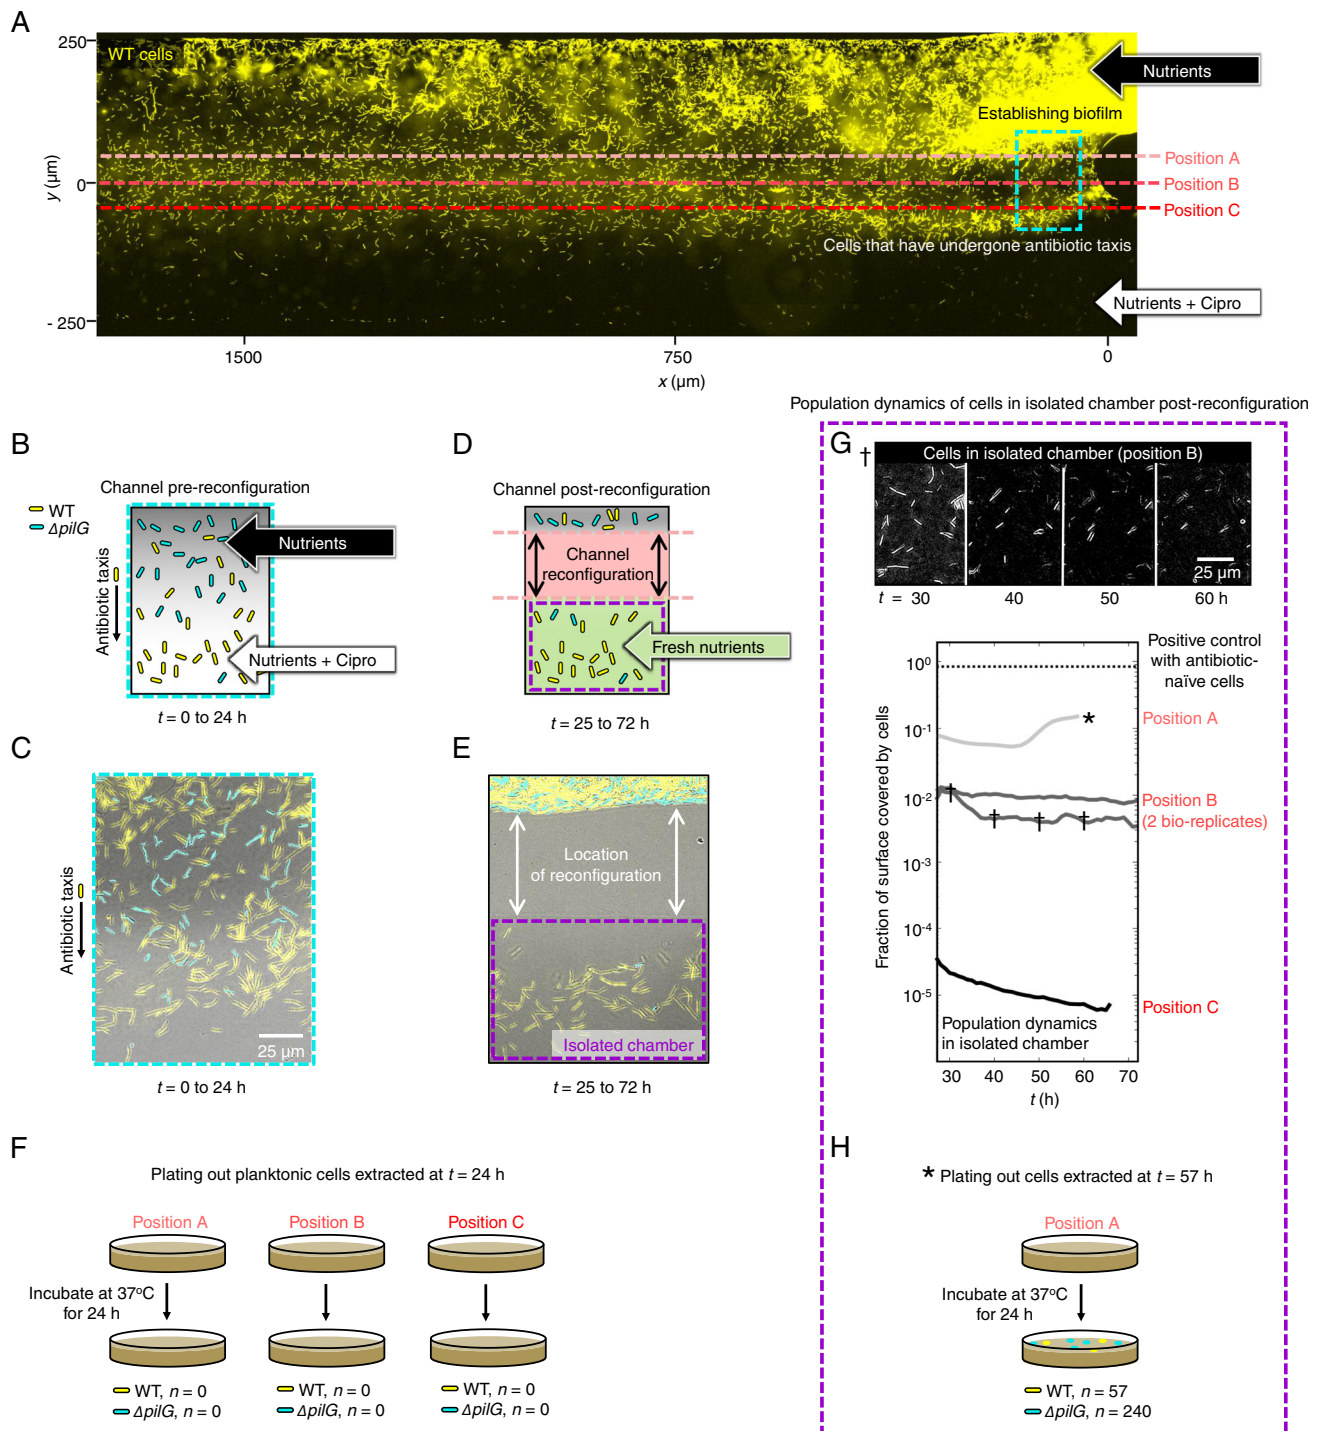 A
250
0
- 250
y (µm)
WT cells
Nutrients
Establishing biofilm
Position A
Position B
Position C
Cells that have undergone antibiotic taxis
Nutrients + Cipro
1500
750
0
x (µm)
Population dynamics of cells in isolated chamber post-reconfiguration
B
Channel pre-reconfiguration
WT
ΔpilG
Antibiotic taxis
Nutrients
Nutrients + Cipro
t = 0 to 24 h
D
Channel post-reconfiguration
Channel
reconfiguration
Fresh nutrients
t = 25 to 72 h
G
†
Cells in isolated chamber (position B)
25 µm
t = 30
40
50
60 h
C
Antibiotic taxis
25 µm
t = 0 to 24 h
E
Location
of reconfiguration
Isolated chamber
t = 25 to 72 h
Positive control
with antibiotic-
naïve cells
Position A
Position B
(2 bio-replicates)
Position C
*
† † † †
Fraction of surface covered by cells
10⁰
10⁻¹
10⁻²
10⁻³
10⁻⁴
10⁻⁵
Population dynamics
in isolated chamber
30 40 50 60 70
t (h)
F
Plating out planktonic cells extracted at t = 24 h
Position A
Position B
Position C
Incubate at 37ºC
for 24 h
WT, n = 0
ΔpilG, n = 0
WT, n = 0
ΔpilG, n = 0
WT, n = 0
ΔpilG, n = 0
H
* Plating out cells extracted at t = 57 h
Position A
Incubate at 37ºC
for 24 h
WT, n = 57
ΔpilG, n = 240